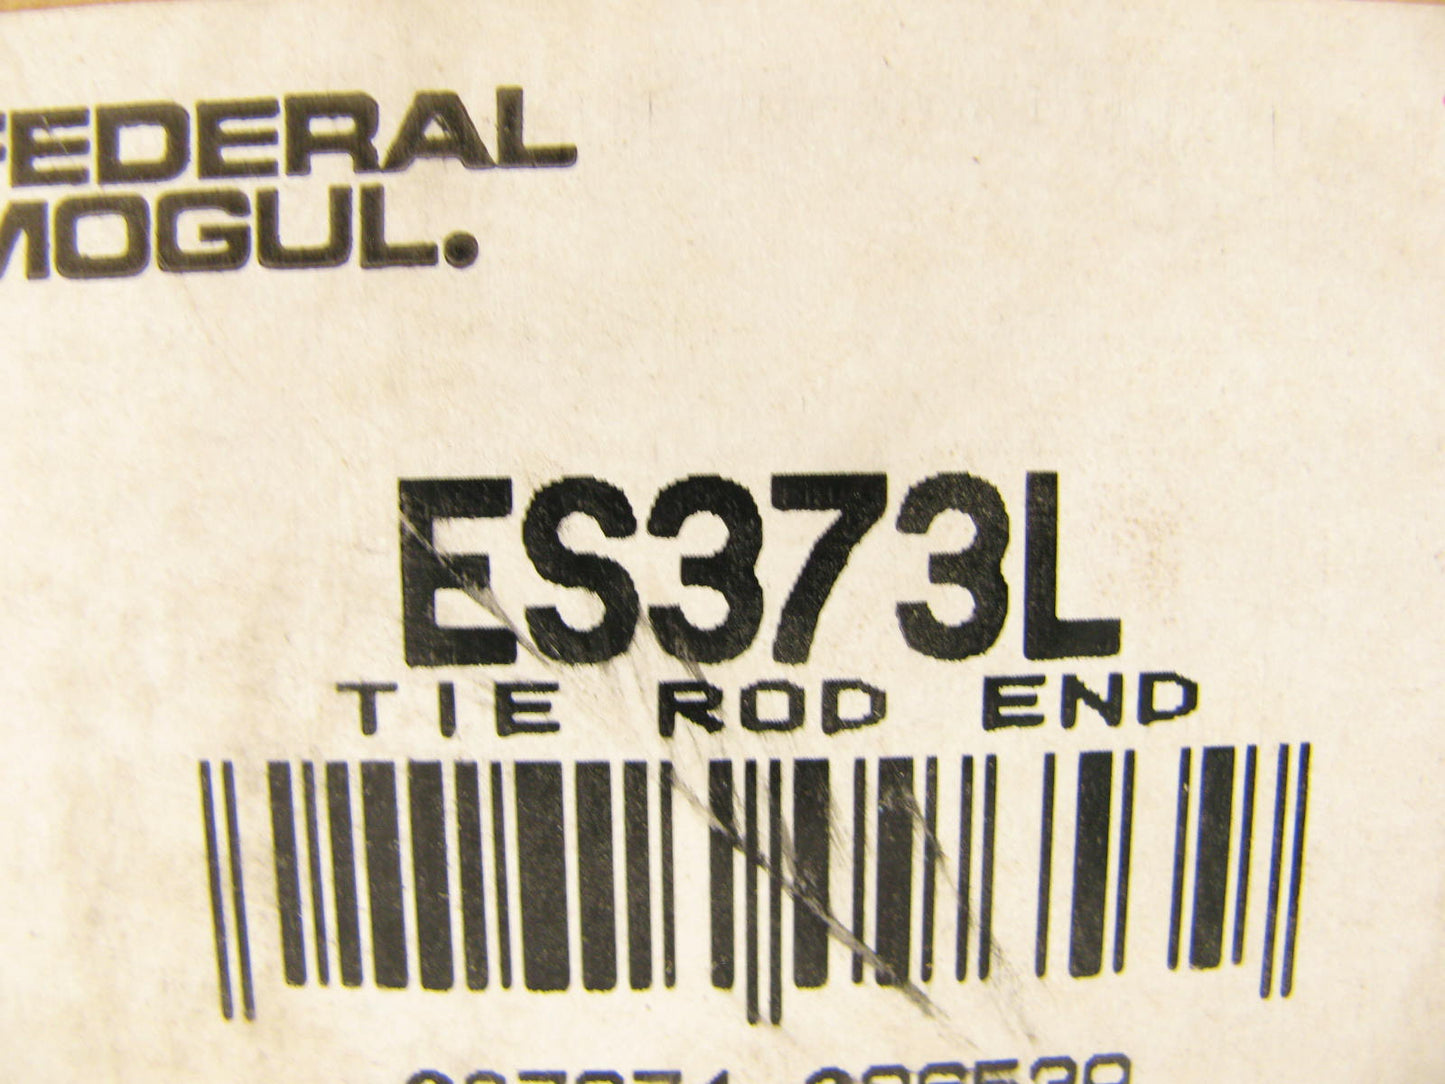 FEDERAL
MOGUL.
ES373L
TIE ROD END